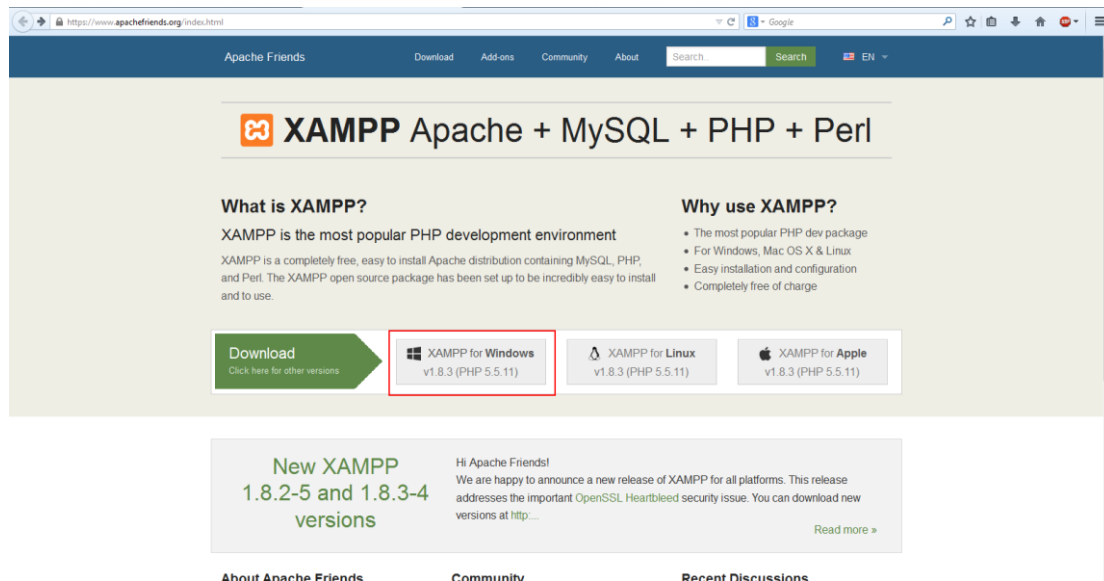 https://www.apachefriends.org/index.html
Google
Apache Friends
Download
Add-ons
Community
About
Search...
Search
EN
XAMPP Apache + MySQL + PHP + Perl
What is XAMPP?
XAMPP is the most popular PHP development environment
XAMPP is a completely free, easy to install Apache distribution containing MySQL, PHP,
and Perl. The XAMPP open source package has been set up to be incredibly easy to install
and to use.
Why use XAMPP?
The most popular PHP dev package
For Windows, Mac OS X & Linux
Easy installation and configuration
Completely free of charge
Download
Click here for other versions
XAMPP for Windows
v1.8.3 (PHP 5.5.11)
XAMPP for Linux
v1.8.3 (PHP 5.5.11)
XAMPP for Apple
v1.8.3 (PHP 5.5.11)
New XAMPP
1.8.2-5 and 1.8.3-4
versions
Hi Apache Friends!
We are happy to announce a new release of XAMPP for all platforms. This release
addresses the important OpenSSL Heartbleed security issue. You can download new
versions at http:...
Read more »
About Apache Friends
Community
Recent Discussions